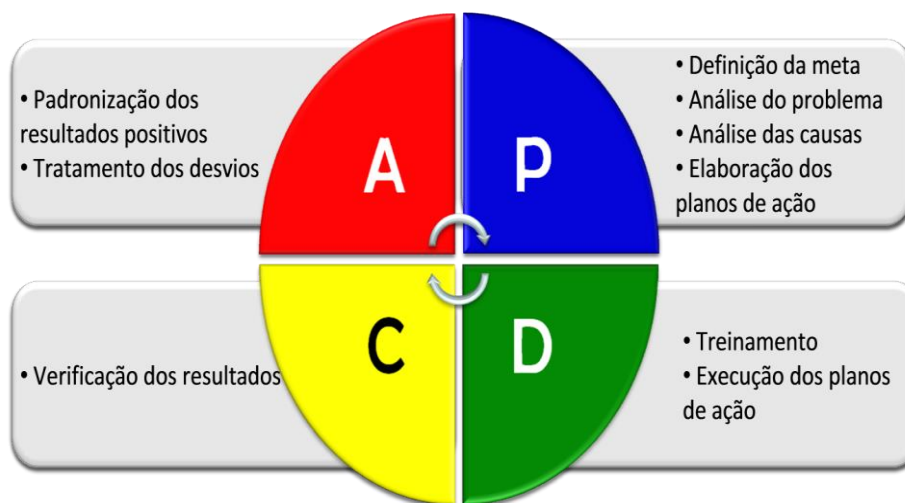 • Padronização dos
resultados positivos
• Tratamento dos desvios
A
P
• Definição da meta
• Análise do problema
• Análise das causas
• Elaboração dos
planos de ação
• Verificação dos resultados
C
D
• Treinamento
• Execução dos planos
de ação